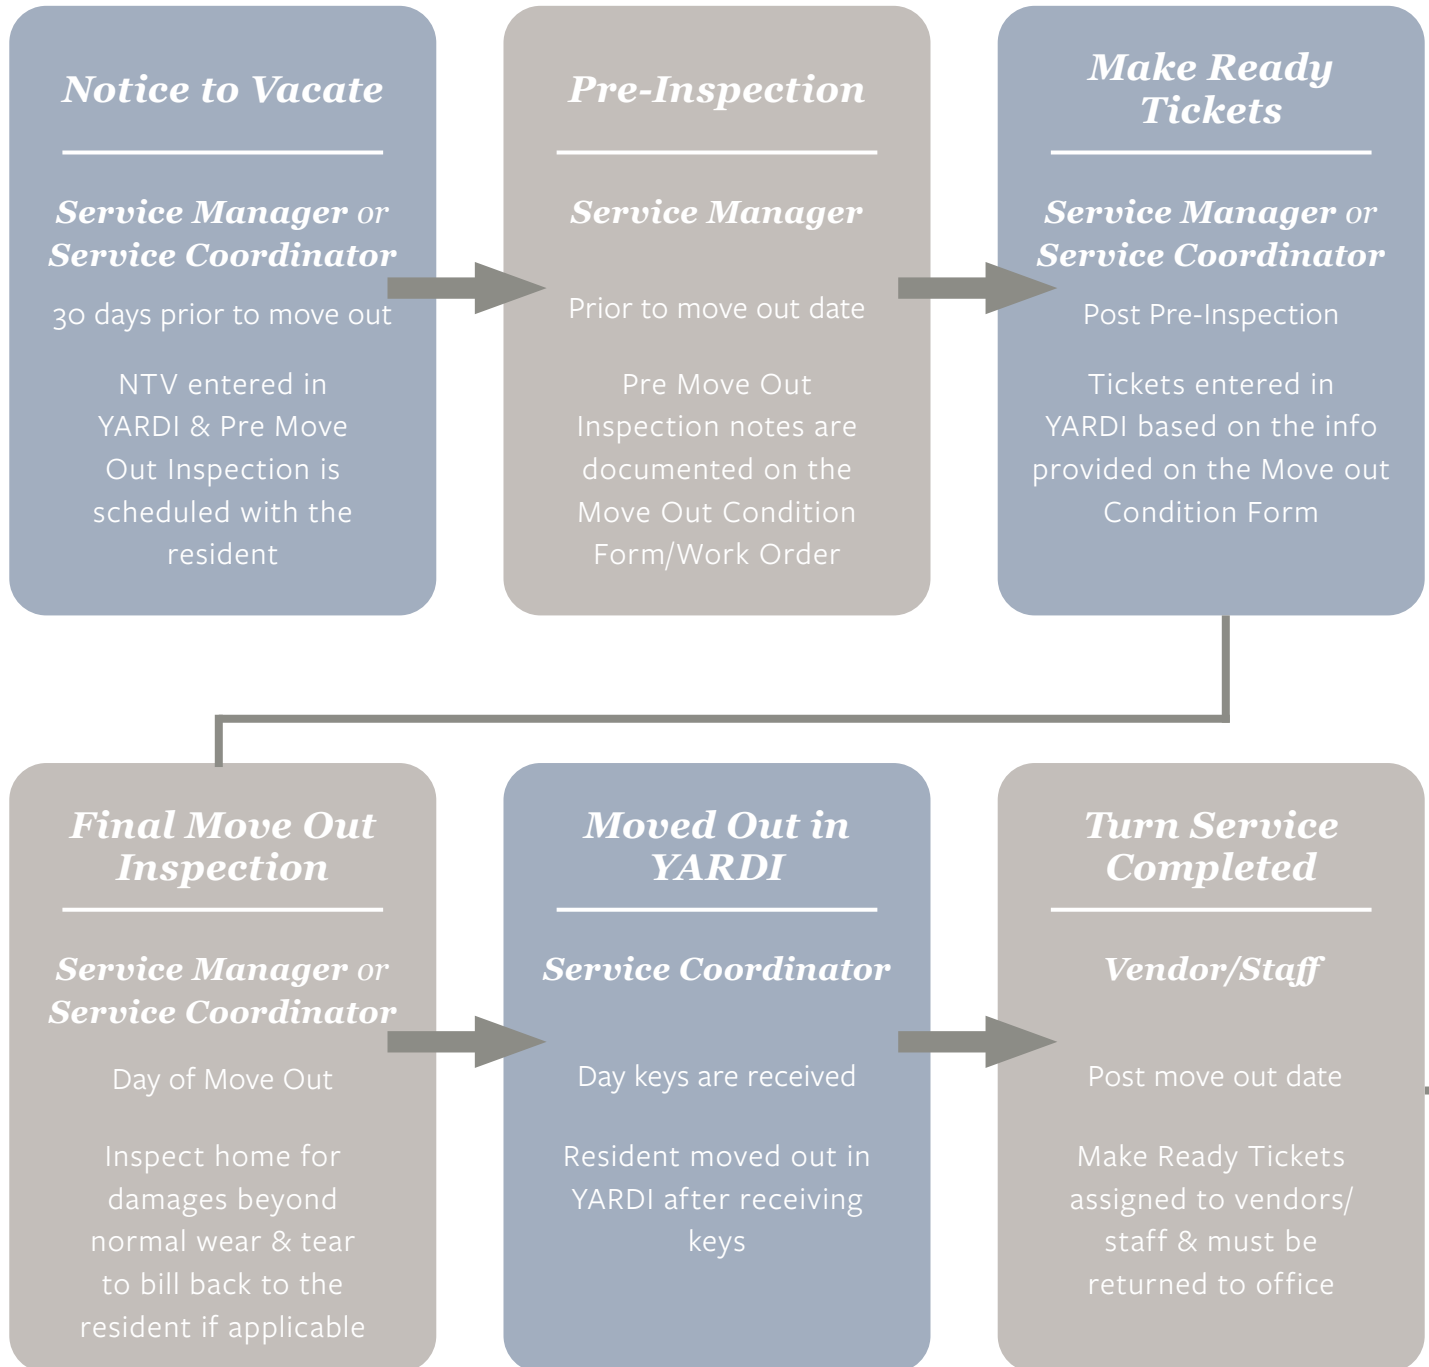 Notice to Vacate
Service Manager or
Service Coordinator
30 days prior to move out
NTV entered in
YARDI & Pre Move
Out Inspection is
scheduled with the
resident
Pre-Inspection
Service Manager
Prior to move out date
Pre Move Out
Inspection notes are
documented on the
Move Out Condition
Form/Work Order
Make Ready
Tickets
Service Manager or
Service Coordinator
Post Pre-Inspection
Tickets entered in
YARDI based on the info
provided on the Move out
Condition Form
Final Move Out
Inspection
Service Manager or
Service Coordinator
Day of Move Out
Inspect home for
damages beyond
normal wear & tear
to bill back to the
resident if applicable
Moved Out in
YARDI
Service Coordinator
Day keys are received
Resident moved out in
YARDI after receiving
keys
Turn Service
Completed
Vendor/Staff
Post move out date
Make Ready Tickets
assigned to vendors/
staff & must be
returned to office